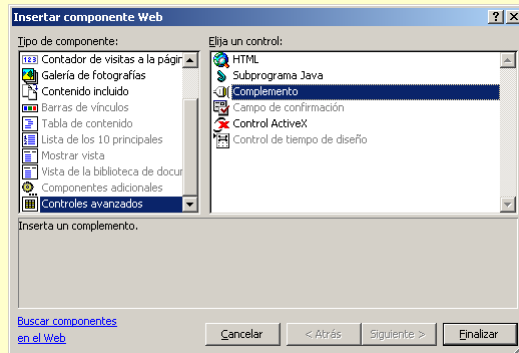 Insertar componente Web
Tipo de componente:
Contador de visitas a la págin
Galería de fotografías
Contenido incluido
Barras de vínculos
Tabla de contenido
Lista de los 10 principales
Mostrar vista
Vista de la biblioteca de docur
Componentes adicionales
Controles avanzados
Elija un control:
HTML
Subprograma Java
Complemento
Campo de confirmación
Control ActiveX
Control de tiempo de diseño
Inserta un complemento.
Buscar componentes
en el Web
Cancelar
< Atrás
Siguiente >
Finalizar